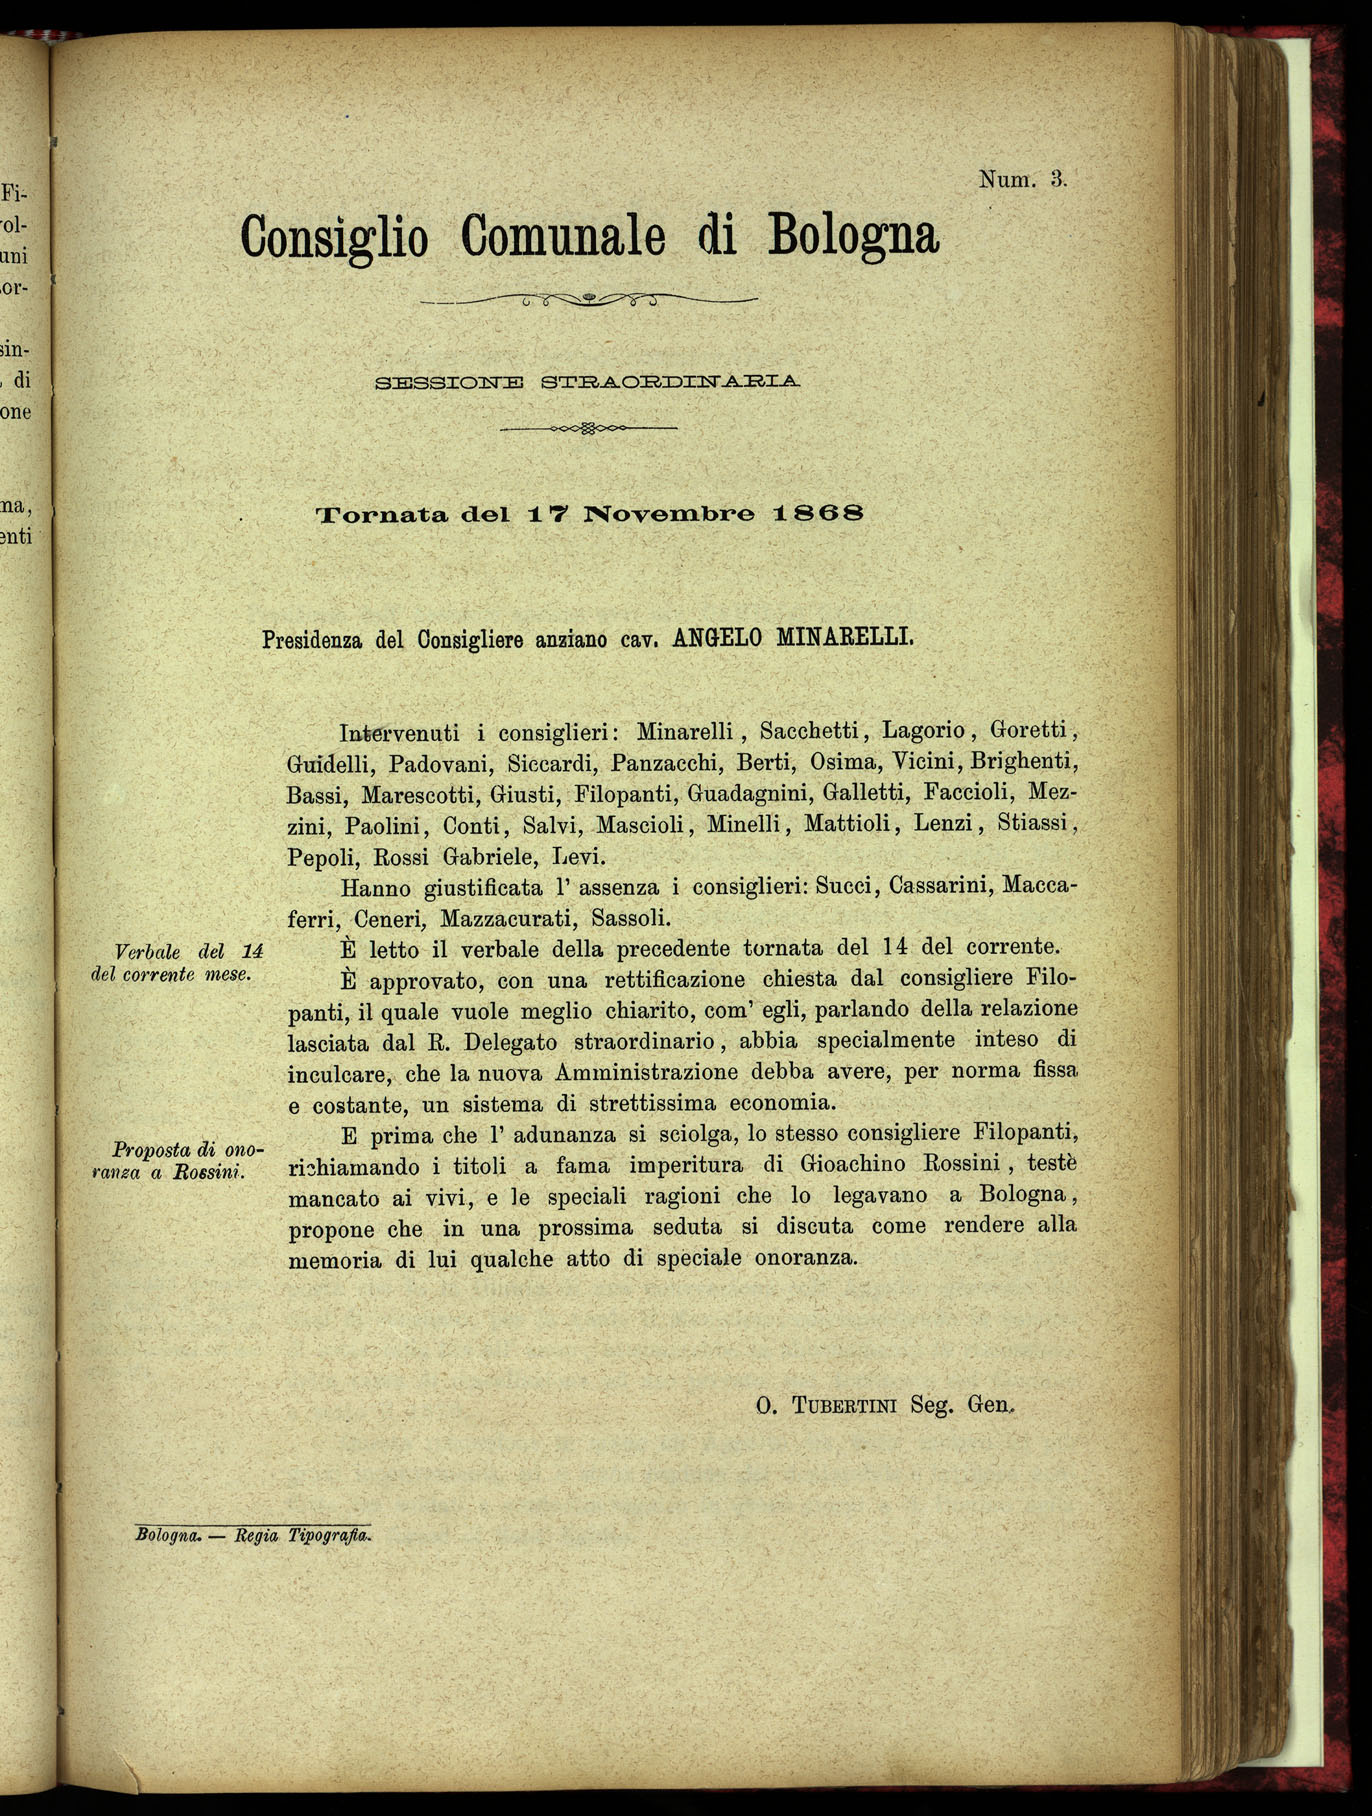 Fi-
vol-
uni
or-
sin-
di
one
ma,
enti
Num. 3.
Consiglio Comunale di Bologna
SESSIONE STRAORDINARIA
Tornata del 17 Novembre 1868
Presidenza del Consigliere anziano cav. ANGELO MINARELLI.
Intervenuti i consiglieri: Minarelli, Sacchetti, Lagorio, Goretti,
Guidelli, Padovani, Siccardi, Panzacchi, Berti, Osima, Vicini, Brighenti,
Bassi, Marescotti, Giusti, Filopanti, Guadagnini, Galletti, Faccioli, Mez-
zini, Paolini, Conti, Salvi, Mascioli, Minelli, Mattioli, Lenzi, Stiassi,
Pepoli, Rossi Gabriele, Levi.
Hanno giustificata l' assenza i consiglieri: Succi, Cassarini, Macca-
ferri, Ceneri, Mazzacurati, Sassoli.
Verbale del 14
del corrente mese.
È letto il verbale della precedente tornata del 14 del corrente.
È approvato, con una rettificazione chiesta dal consigliere Filo-
panti, il quale vuole meglio chiarito, com' egli, parlando della relazione
lasciata dal R. Delegato straordinario, abbia specialmente inteso di
inculcare, che la nuova Amministrazione debba avere, per norma fissa
e costante, un sistema di strettissima economia.
Proposta di ono-
ranza a Rossini.
E prima che l' adunanza si sciolga, lo stesso consigliere Filopanti,
richiamando i titoli a fama imperitura di Gioachino Rossini, testè
mancato ai vivi, e le speciali ragioni che lo legavano a Bologna,
propone che in una prossima seduta si discuta come rendere alla
memoria di lui qualche atto di speciale onoranza.
O. TUBERTINI Seg. Gen.
Bologna. — Regia Tipografia.